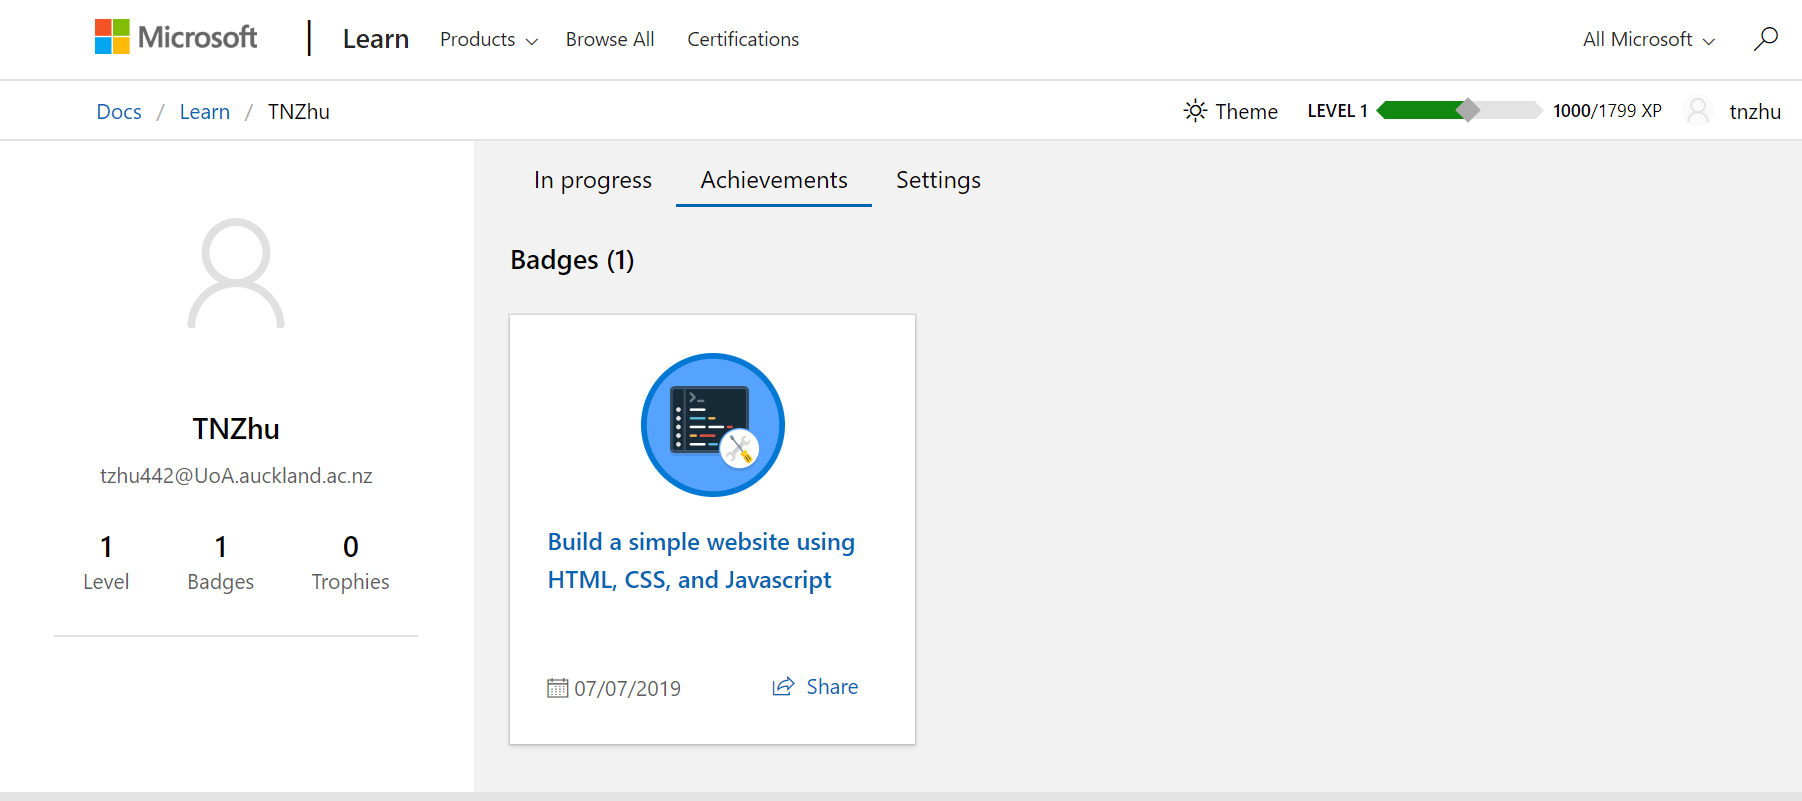 Microsoft | Learn Products Browse All Certifications All Microsoft
Docs / Learn / TNZhu Theme LEVEL 1 1000/1799 XP tnzhu
In progress Achievements Settings
Badges (1)
TNZhu
tzhu442@UoA.auckland.ac.nz
1 1 0
Level Badges Trophies
>_
Build a simple website using
HTML, CSS, and Javascript
07/07/2019 Share